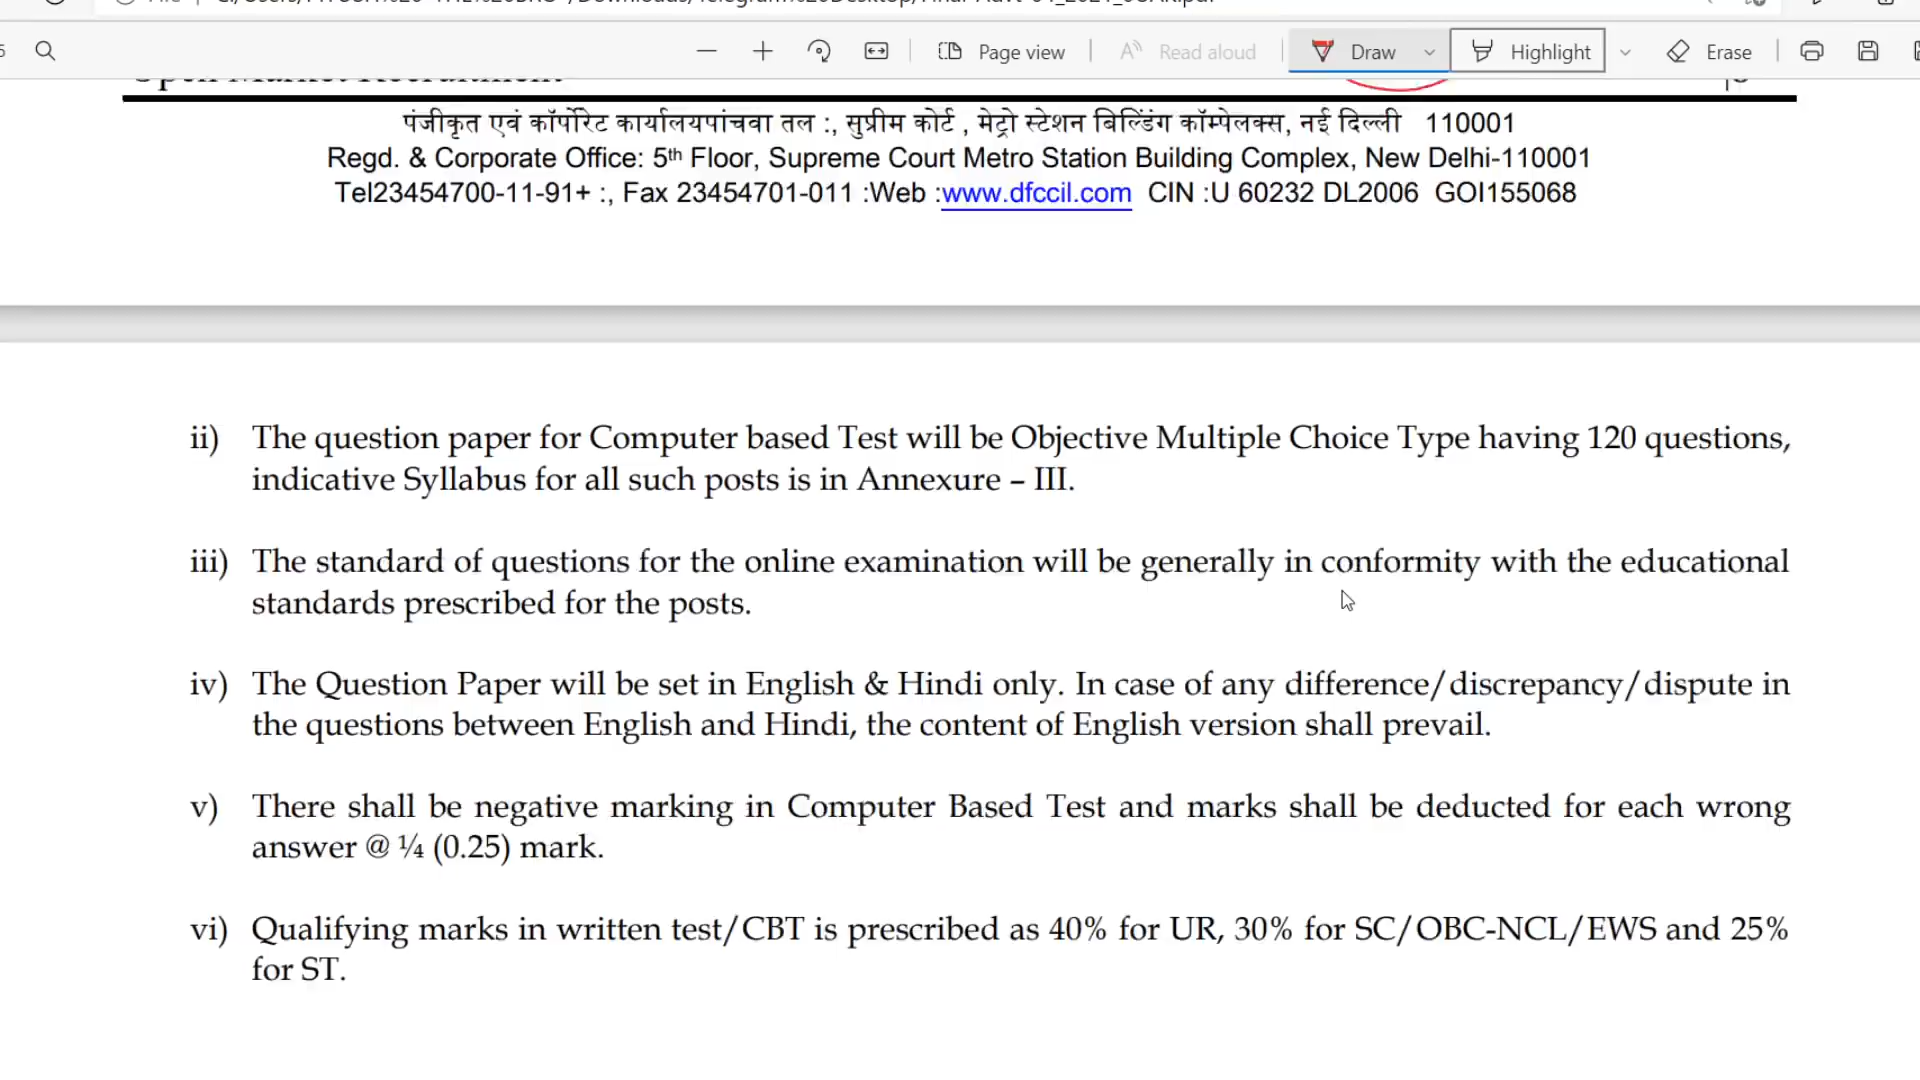 Page view
Read aloud
Draw
Highlight
Erase
Open Market Recruitment
पंजीकृत एवं कॉर्पोरेट कार्यालयपांचवा तल :, सुप्रीम कोर्ट , मेट्रो स्टेशन बिल्डिंग कॉम्पेलक्स, नई दिल्ली 110001
Regd. & Corporate Office: 5th Floor, Supreme Court Metro Station Building Complex, New Delhi-110001
Tel23454700-11-91+ :, Fax 23454701-011 :Web :www.dfccil.com CIN :U 60232 DL2006 GOI155068
ii) The question paper for Computer based Test will be Objective Multiple Choice Type having 120 questions,
indicative Syllabus for all such posts is in Annexure – III.
iii) The standard of questions for the online examination will be generally in conformity with the educational
standards prescribed for the posts.
iv) The Question Paper will be set in English & Hindi only. In case of any difference/discrepancy/dispute in
the questions between English and Hindi, the content of English version shall prevail.
v) There shall be negative marking in Computer Based Test and marks shall be deducted for each wrong
answer @ ¼ (0.25) mark.
vi) Qualifying marks in written test/CBT is prescribed as 40% for UR, 30% for SC/OBC-NCL/EWS and 25%
for ST.